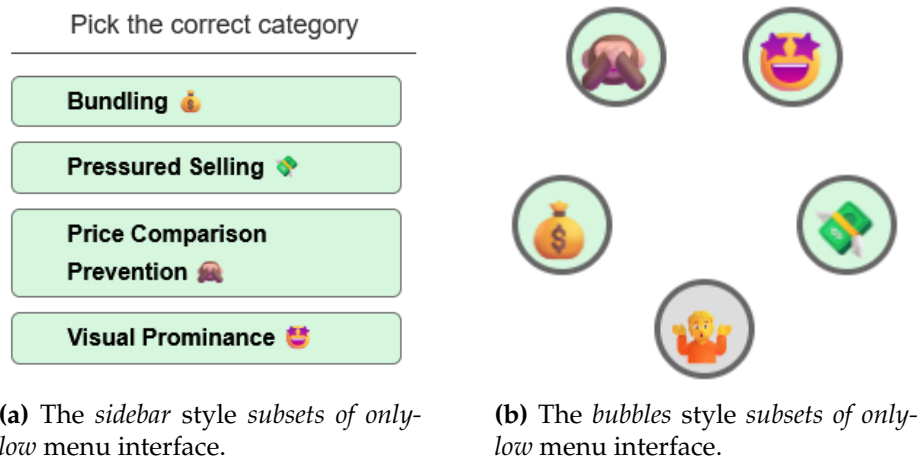 Pick the correct category
Bundling 💰
Pressured Selling 💸
Price Comparison
Prevention 🙈
Visual Prominance 🤩
(a) The sidebar style subsets of only-
low menu interface.
(b) The bubbles style subsets of only-
low menu interface.